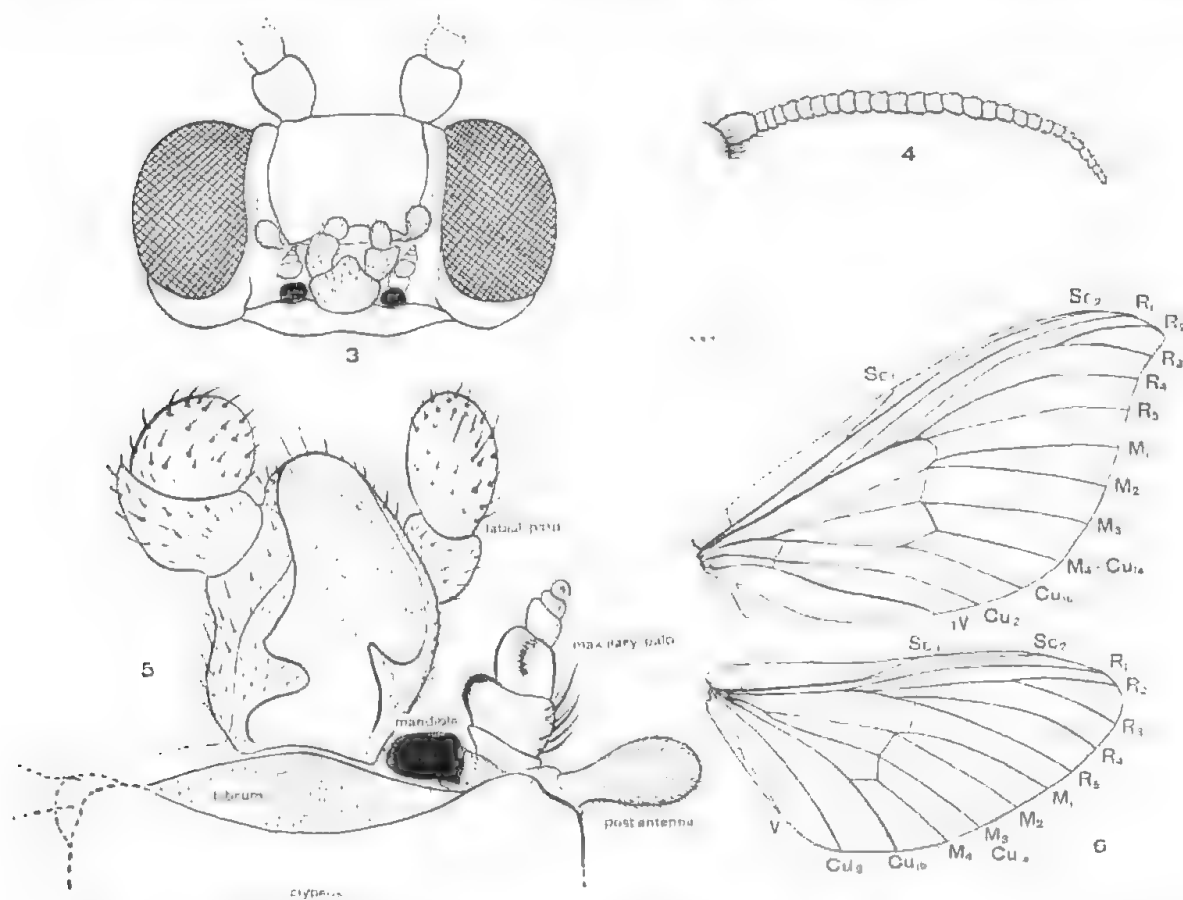 3
4
5
labial palp
maxillary palp
mandible
labrum
postantenna
clypeus
Sc₁
Sc₂
R₁
R₂
R₃
R₄
R₅
M₁
M₂
M₃
M₄-Cu₁ₐ
Cu₁b
Cu₂
1V
Sc₁
Sc₂
R₁
R₂
R₃
R₄
R₅
M₁
M₂
M₃
Cu₁ₐ
M₄
Cu₁b
Cu₂
V
6